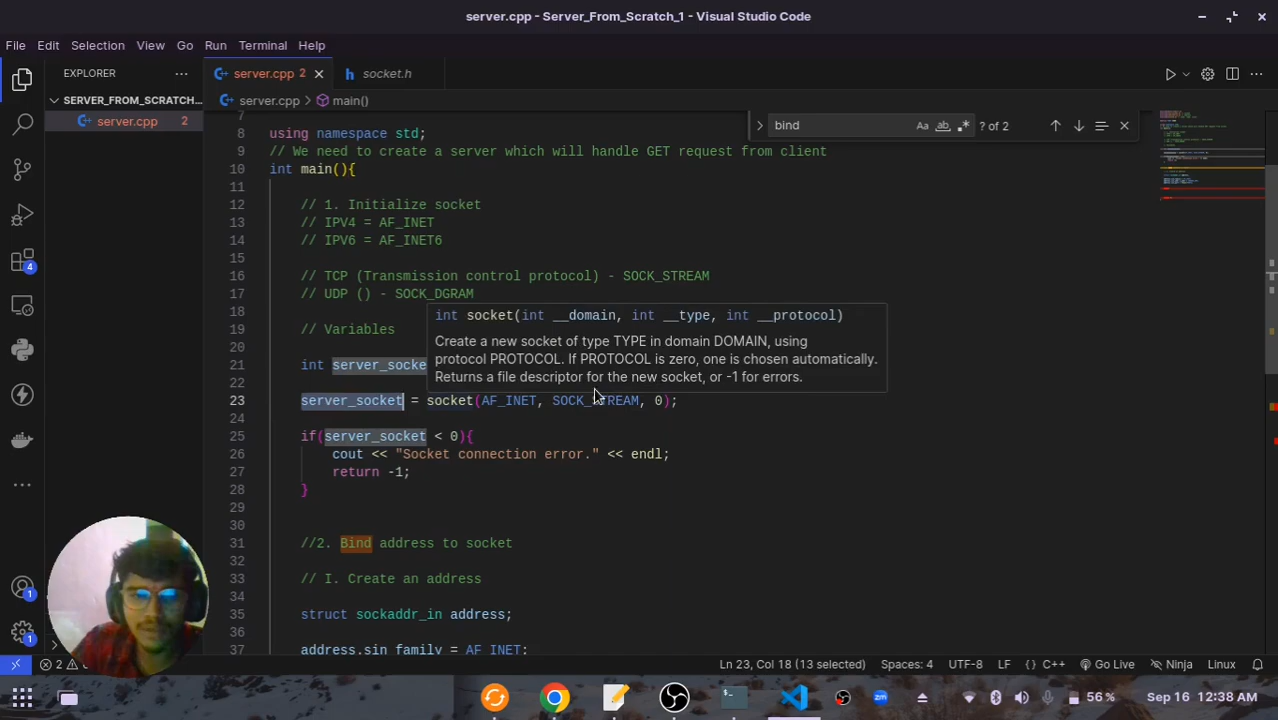 server.cpp - Server_From_Scratch_1 - Visual Studio Code
File Edit Selection View Go Run Terminal Help
EXPLORER
server.cpp 2
socket.h
SERVER_FROM_SCRATCH...
server.cpp > main()
server.cpp 2
bind
Aa ab ? of 2
7
8 using namespace std;
9 // We need to create a server which will handle GET request from client
10 int main(){
11
12 // 1. Initialize socket
13 // IPV4 = AF_INET
14 // IPV6 = AF_INET6
15
16 // TCP (Transmission control protocol) - SOCK_STREAM
17 // UDP () - SOCK_DGRAM
18
int socket(int __domain, int __type, int __protocol)
19 // Variables
20
Create a new socket of type TYPE in domain DOMAIN, using
protocol PROTOCOL. If PROTOCOL is zero, one is chosen automatically.
Returns a file descriptor for the new socket, or -1 for errors.
21 int server_socke
22
23 server_socket = socket(AF_INET, SOCK_STREAM, 0);
24
25 if(server_socket < 0){
26 cout << "Socket connection error." << endl;
27 return -1;
28 }
29
30
31 //2. Bind address to socket
32
33 // I. Create an address
34
35 struct sockaddr_in address;
36
37 address.sin_family = AF_INET;
4
1
1
2
Ln 23, Col 18 (13 selected) Spaces: 4 UTF-8 LF {} C++ Go Live Ninja Linux
zm
56 % Sep 16 12:38 AM